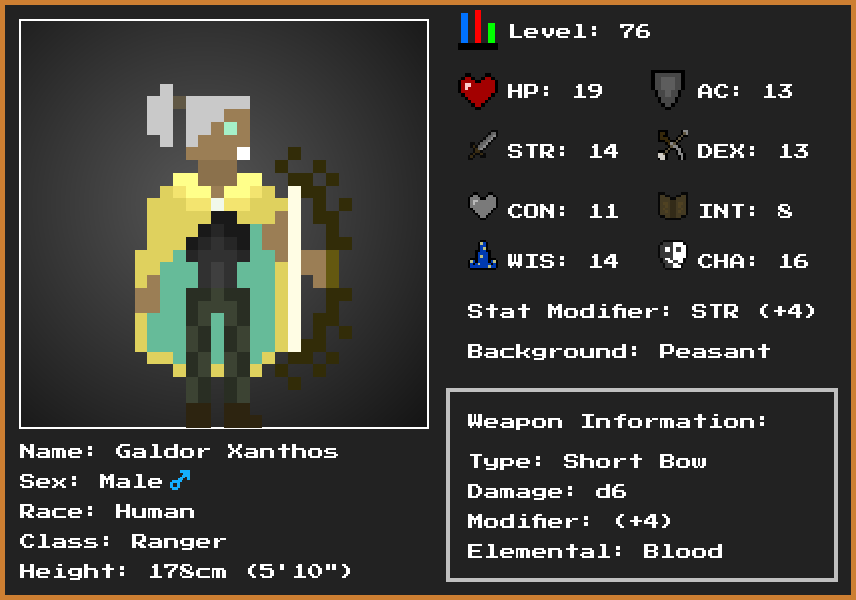 Level: 76
HP: 19 AC: 13
STR: 14 DEX: 13
CON: 11 INT: 8
WIS: 14 CHA: 16
Stat Modifier: STR (+4)
Background: Peasant
Weapon Information:
Type: Short Bow
Damage: d6
Modifier: (+4)
Elemental: Blood
Name: Galdor Xanthos
Sex: Male♂
Race: Human
Class: Ranger
Height: 178cm (5'10")